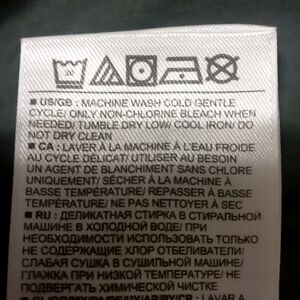 ■ US/GB : MACHINE WASH COLD GENTLE
CYCLE/ ONLY NON-CHLORINE BLEACH WHEN
NEEDED/ TUMBLE DRY LOW/ COOL IRON/ DO
NOT DRY CLEAN
■ CA : LAVER À LA MACHINE À L'EAU FROIDE
AU CYCLE DÉLICAT/ UTILISER AU BESOIN
UN AGENT DE BLANCHIMENT SANS CHLORE
UNIQUEMENT/ SÉCHER À LA MACHINE À
BASSE TEMPÉRATURE/ REPASSER À BASSE
TEMPÉRATURE/ NE PAS NETTOYER À SEC
■ RU : ДЕЛИКАТНАЯ СТИРКА В СТИРАЛЬНОЙ
МАШИНЕ В ХОЛОДНОЙ ВОДЕ/ ПРИ
НЕОБХОДИМОСТИ ИСПОЛЬЗОВАТЬ ТОЛЬКО
НЕ СОДЕРЖАЩИЕ ХЛОР ОТБЕЛИВАТЕЛИ/
СЛАБАЯ СУШКА В СУШИЛЬНОЙ МАШИНЕ/
ГЛАЖКА ПРИ НИЗКОЙ ТЕМПЕРАТУРЕ/ НЕ
ПОДВЕРГАТЬ ХИМИЧЕСКОЙ ЧИСТКЕ
LAVAR A